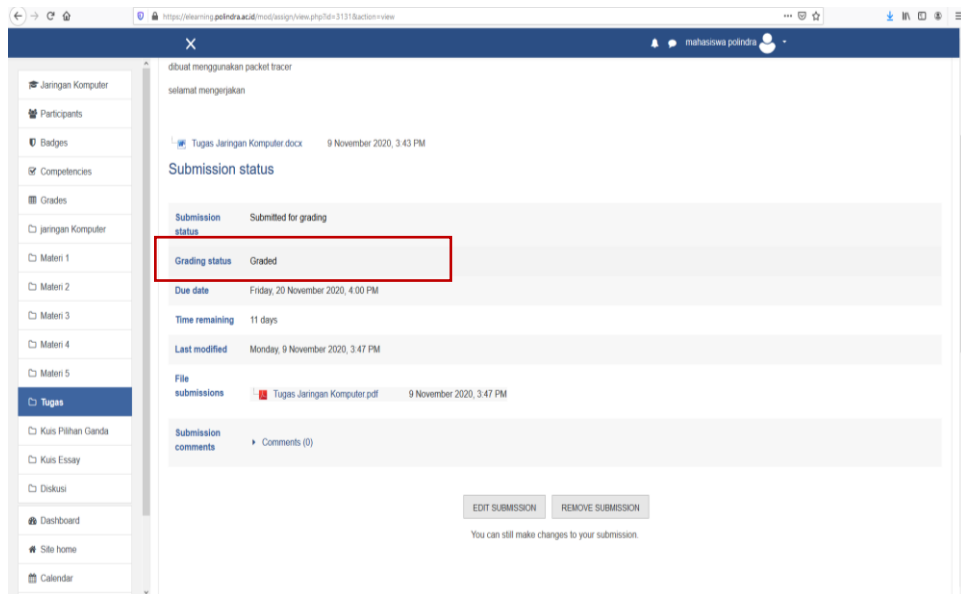 https://elearning.polindra.ac.id/mod/assign/view.php?id=3131&action=view
mahasiswa polindra
dibuat menggunakan packet tracer
selamat mengerjakan
Tugas Jaringan Komputer.docx 9 November 2020, 3:43 PM
Submission status
Submission status Submitted for grading
Grading status Graded
Due date Friday, 20 November 2020, 4:00 PM
Time remaining 11 days
Last modified Monday, 9 November 2020, 3:47 PM
File submissions Tugas Jaringan Komputer.pdf 9 November 2020, 3:47 PM
Submission comments Comments (0)
EDIT SUBMISSION REMOVE SUBMISSION
You can still make changes to your submission.
Jaringan Komputer
Participants
Badges
Competencies
Grades
jaringan Komputer
Materi 1
Materi 2
Materi 3
Materi 4
Materi 5
Tugas
Kuis Pilihan Ganda
Kuis Essay
Diskusi
Dashboard
Site home
Calendar